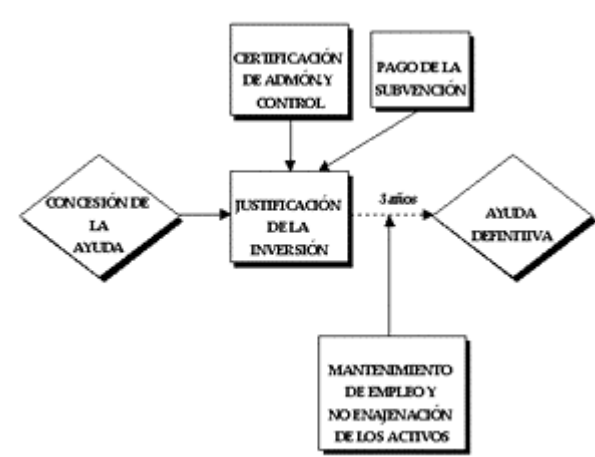 CERTIFICACIÓN
DE ADMÓN.Y
CONTROL
PAGO DE LA
SUBVENCIÓN
CONCESIÓN DE
LA
AYUDA
JUSTIFICACIÓN
DE LA
INVERSIÓN
3 años
AYUDA
DEFINITIVA
MANTENIMIENTO
DE EMPLEO Y
NO ENAJENACIÓN
DE LOS ACTIVOS